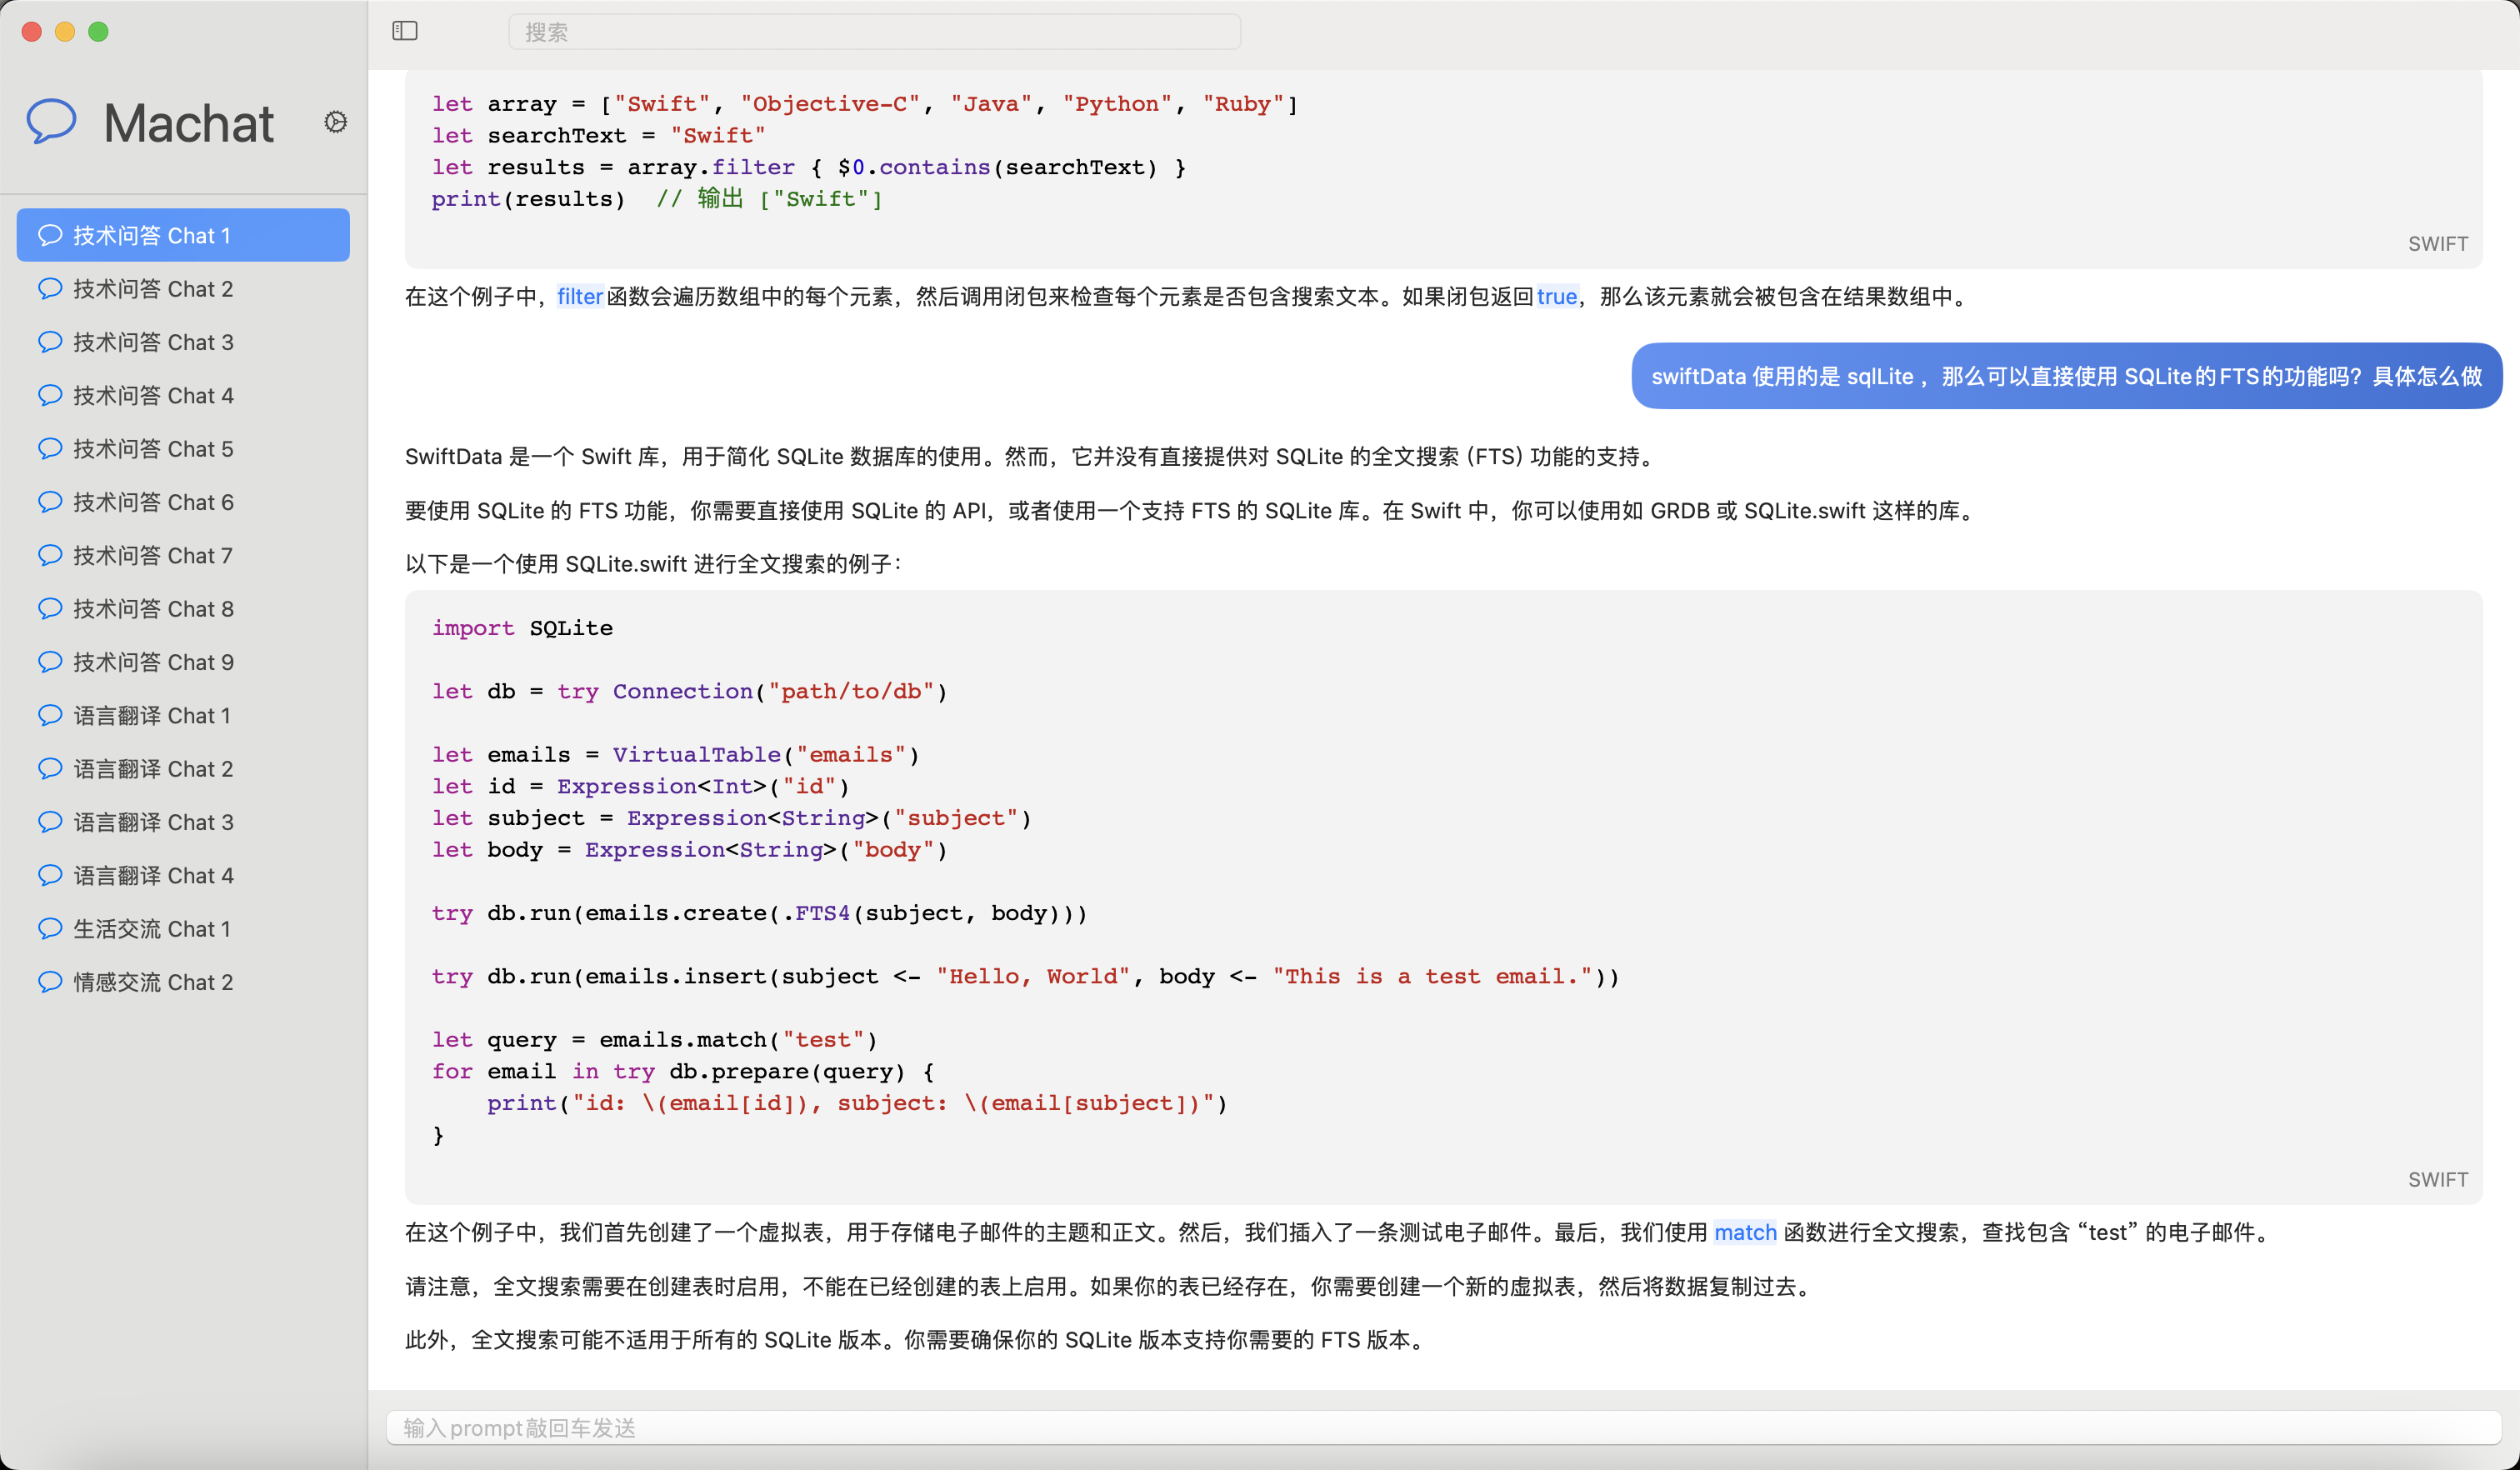 搜索
Machat
技术问答 Chat 1
技术问答 Chat 2
技术问答 Chat 3
技术问答 Chat 4
技术问答 Chat 5
技术问答 Chat 6
技术问答 Chat 7
技术问答 Chat 8
技术问答 Chat 9
语言翻译 Chat 1
语言翻译 Chat 2
语言翻译 Chat 3
语言翻译 Chat 4
生活交流 Chat 1
情感交流 Chat 2
let array = ["Swift", "Objective-C", "Java", "Python", "Ruby"]
let searchText = "Swift"
let results = array.filter { $0.contains(searchText) }
print(results)  // 输出 ["Swift"]
SWIFT
在这个例子中，filter函数会遍历数组中的每个元素，然后调用闭包来检查每个元素是否包含搜索文本。如果闭包返回true，那么该元素就会被包含在结果数组中。
swiftData 使用的是 sqlLite ，那么可以直接使用 SQLite的FTS的功能吗？具体怎么做
SwiftData 是一个 Swift 库，用于简化 SQLite 数据库的使用。然而，它并没有直接提供对 SQLite 的全文搜索（FTS）功能的支持。
要使用 SQLite 的 FTS 功能，你需要直接使用 SQLite 的 API，或者使用一个支持 FTS 的 SQLite 库。在 Swift 中，你可以使用如 GRDB 或 SQLite.swift 这样的库。
以下是一个使用 SQLite.swift 进行全文搜索的例子：
import SQLite
let db = try Connection("path/to/db")
let emails = VirtualTable("emails")
let id = Expression<Int>("id")
let subject = Expression<String>("subject")
let body = Expression<String>("body")
try db.run(emails.create(.FTS4(subject, body)))
try db.run(emails.insert(subject <- "Hello, World", body <- "This is a test email."))
let query = emails.match("test")
for email in try db.prepare(query) {
    print("id: \(email[id]), subject: \(email[subject])")
}
SWIFT
在这个例子中，我们首先创建了一个虚拟表，用于存储电子邮件的主题和正文。然后，我们插入了一条测试电子邮件。最后，我们使用 match 函数进行全文搜索，查找包含 “test” 的电子邮件。
请注意，全文搜索需要在创建表时启用，不能在已经创建的表上启用。如果你的表已经存在，你需要创建一个新的虚拟表，然后将数据复制过去。
此外，全文搜索可能不适用于所有的 SQLite 版本。你需要确保你的 SQLite 版本支持你需要的 FTS 版本。
输入prompt敲回车发送